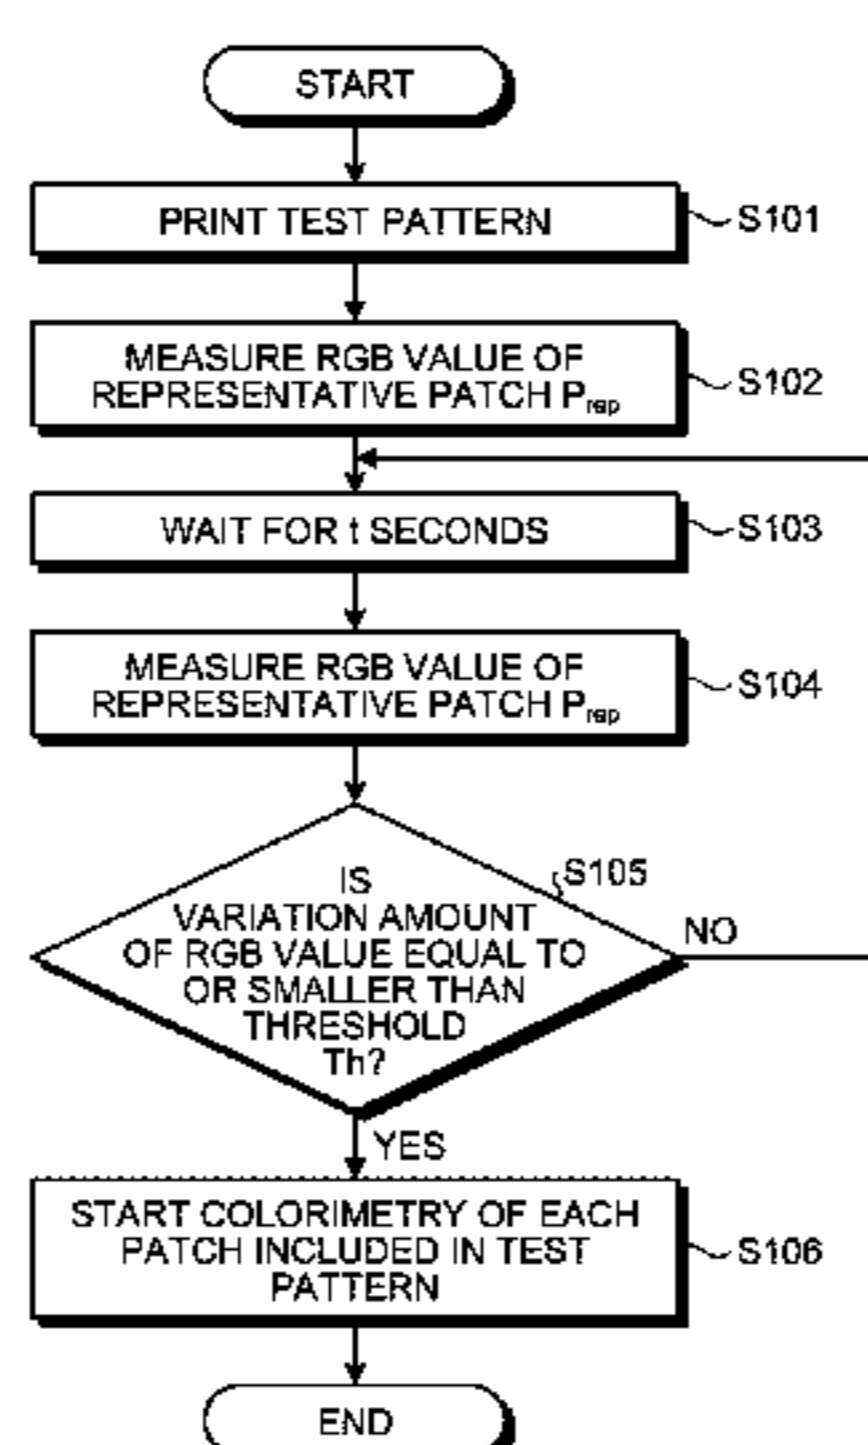 START
PRINT TEST PATTERN
S101
MEASURE RGB VALUE OF
REPRESENTATIVE PATCH Prep
S102
WAIT FOR t SECONDS
S103
MEASURE RGB VALUE OF
REPRESENTATIVE PATCH Prep
S104
IS
VARIATION AMOUNT
OF RGB VALUE EQUAL TO
OR SMALLER THAN
THRESHOLD
Th?
S105
NO
YES
START COLORIMETRY OF EACH
PATCH INCLUDED IN TEST
PATTERN
S106
END